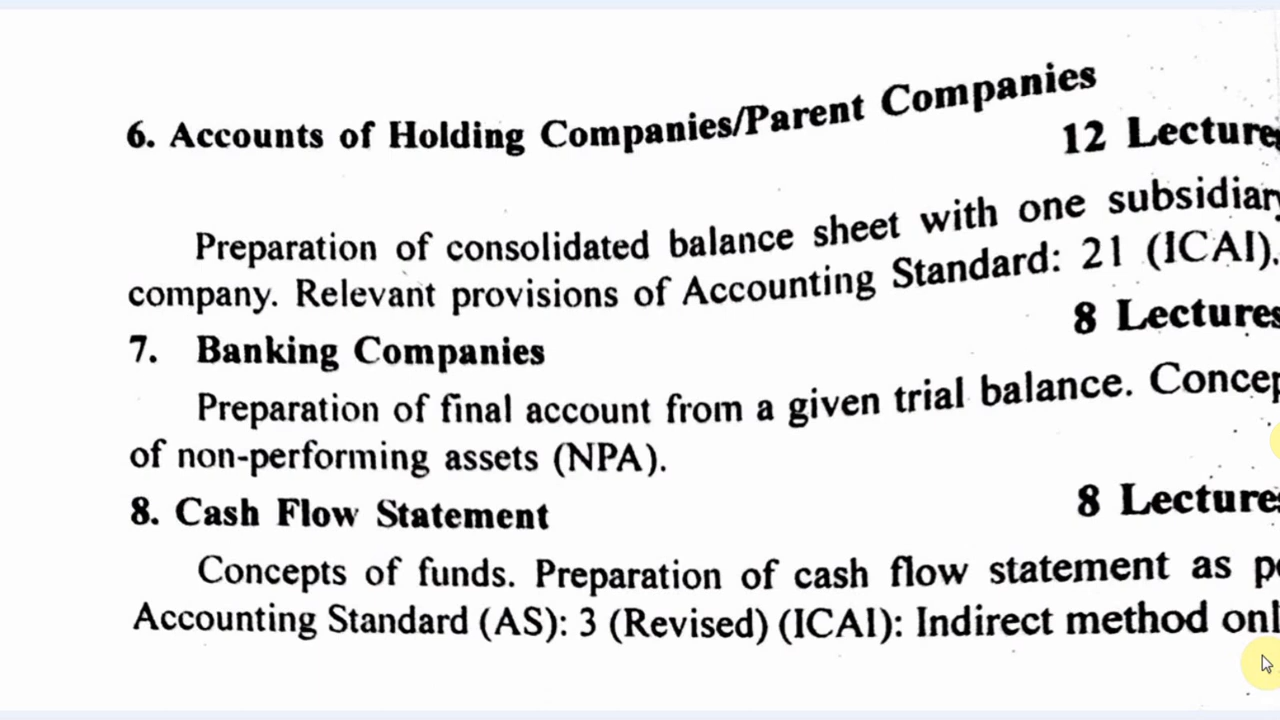 6. Accounts of Holding Companies/Parent Companies
12 Lectures
Preparation of consolidated balance sheet with one subsidiary
company. Relevant provisions of Accounting Standard: 21 (ICAI).
8 Lectures
7. Banking Companies
Preparation of final account from a given trial balance. Concep
of non-performing assets (NPA).
8 Lectures
8. Cash Flow Statement
Concepts of funds. Preparation of cash flow statement as pe
Accounting Standard (AS): 3 (Revised) (ICAI): Indirect method onl